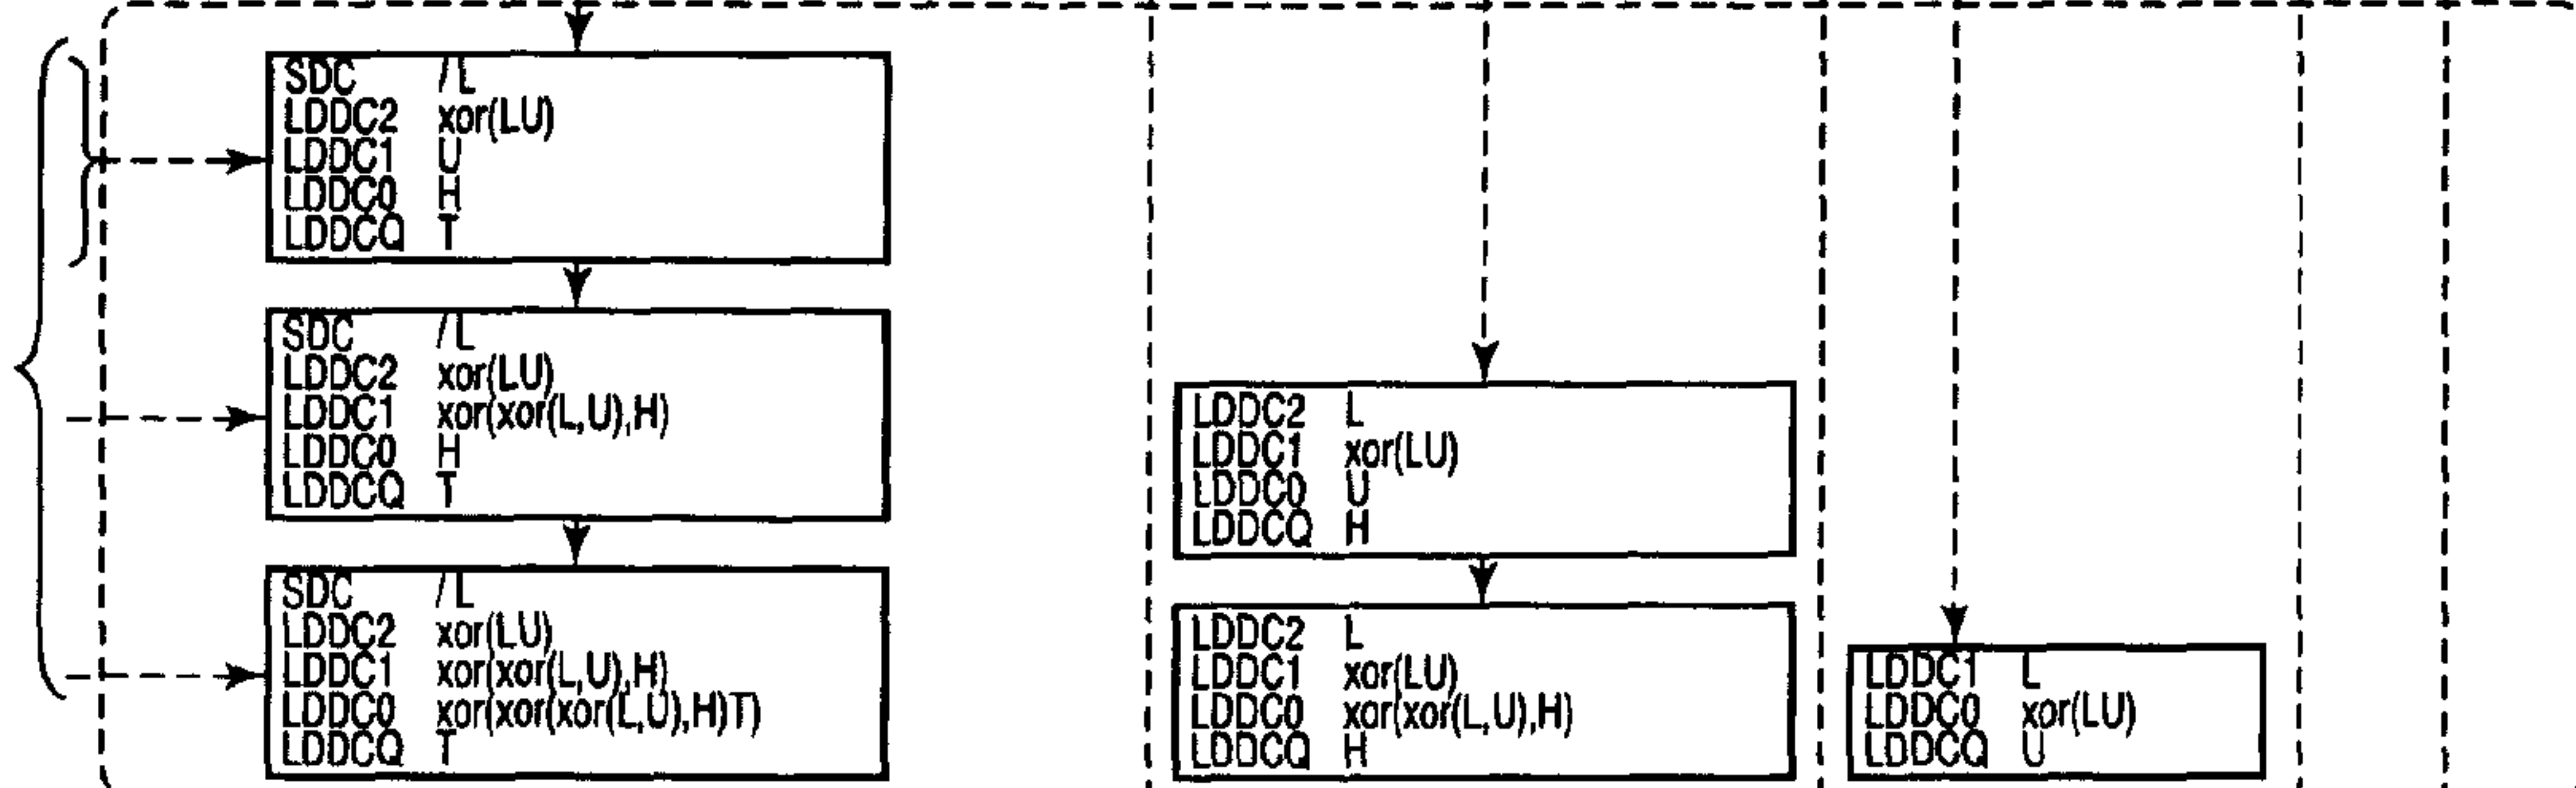 SDC /L
LDDC2 xor(LU)
LDDC1 U
LDDC0 H
LDDCQ T
SDC /L
LDDC2 xor(LU)
LDDC1 xor(xor(L,U),H)
LDDC0 H
LDDCQ T
SDC /L
LDDC2 xor(LU)
LDDC1 xor(xor(L,U),H)
LDDC0 xor(xor(xor(L,U),H)T)
LDDCQ T
LDDC2 L
LDDC1 xor(LU)
LDDC0 U
LDDCQ H
LDDC2 L
LDDC1 xor(LU)
LDDC0 xor(xor(L,U),H)
LDDCQ H
LDDC1 L
LDDC0 xor(LU)
LDDCQ U